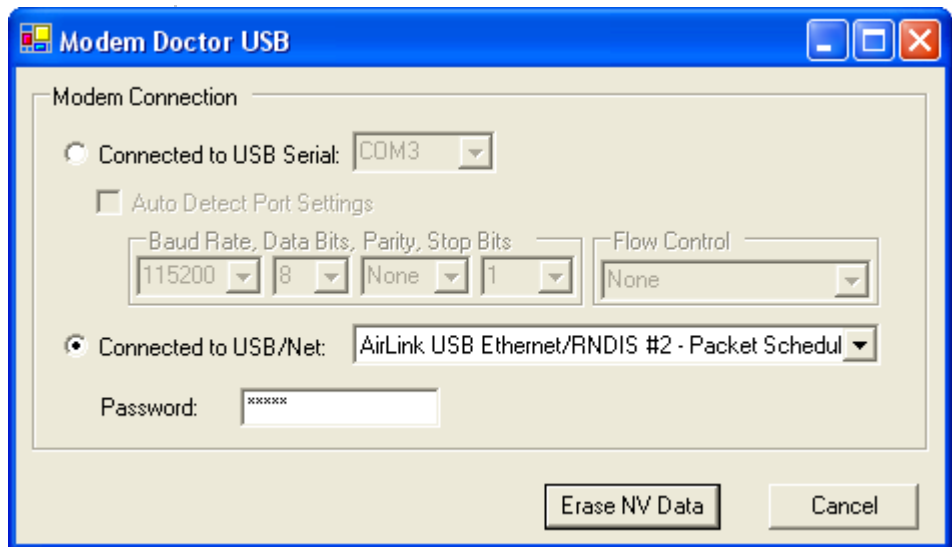 Modem Doctor USB
Modem Connection
Connected to USB Serial: COM3
Auto Detect Port Settings
Baud Rate, Data Bits, Parity, Stop Bits
Flow Control
115200 8 None 1 None
Connected to USB/Net: AirLink USB Ethernet/RNDIS #2 - Packet Schedul
Password: *****
Erase NV Data Cancel